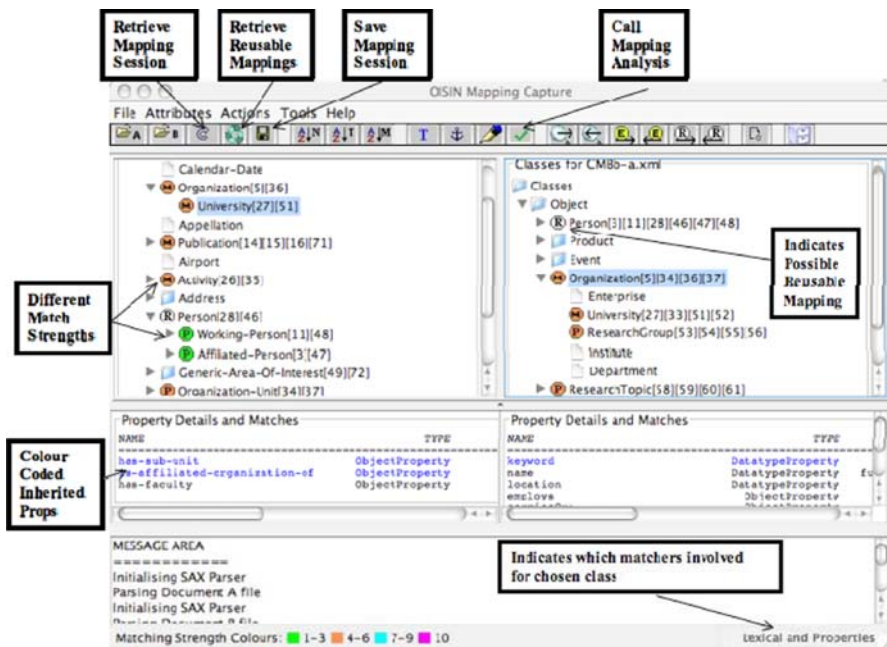 Retrieve
Mapping
Session
Retrieve
Reusable
Mappings
Save
Mapping
Session
Call
Mapping
Analysis
OISIN Mapping Capture
File Attributes Actions Tools Help
A B C N T M T E E R R
Calendar-Date
Organization[5][36]
University[27][51]
Appellation
Publication[14][15][16][71]
Airport
Activity[26][35]
Address
Person[28][46]
Working-Person[11][48]
Affiliated-Person[3][47]
Generic-Area-Of-Interest[49][72]
Organization-Unit[34][37]
Classes for CMBb-a.xml
Classes
Object
Person[3][11][28][46][47][48]
Product
Event
Organization[5][34][36][37]
Enterprise
University[27][33][51][52]
ResearchGroup[53][54][55][56]
Institute
Department
ResearchTopic[58][59][60][61]
Indicates
Possible
Reusable
Mapping
Different
Match
Strengths
Property Details and Matches
NAME TYPE
has-sub-unit ObjectProperty
is-affiliated-organization-of ObjectProperty
has-faculty ObjectProperty
Property Details and Matches
NAME TYPE
keyword DatatypeProperty
name DatatypeProperty fu
location DatatypeProperty
employs ObjectProperty
Colour
Coded
Inherited
Props
MESSAGE AREA
============
Initialising SAX Parser
Parsing Document A file
Initialising SAX Parser
Parsing Document B file
Indicates which matchers involved
for chosen class
Matching Strength Colours: 1-3 4-6 7-9 10
Lexical and Properties